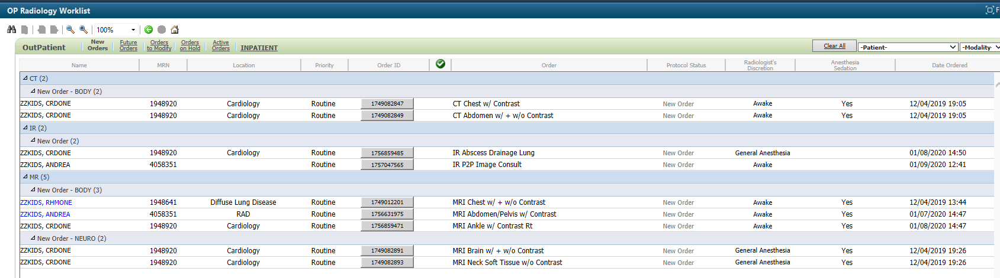 OP Radiology Worklist
F
100%
OutPatient New Orders Future Orders Orders to Modify Orders on Hold Active Orders INPATIENT Clear All -Patient- -Modality-
Name MRN Location Priority Order ID Order Protocol Status Radiologist's Discretion Anesthesia Sedation Date Ordered
CT (2)
New Order - BODY (2)
ZZKIDS, CRDONE 1948920 Cardiology Routine 1749082847 CT Chest w/ Contrast New Order Awake Yes 12/04/2019 19:05
ZZKIDS, CRDONE 1948920 Cardiology Routine 1749082849 CT Abdomen w/ + w/o Contrast New Order Awake Yes 12/04/2019 19:05
IR (2)
New Order (2)
ZZKIDS, CRDONE 1948920 Cardiology Routine 1756859485 IR Abscess Drainage Lung New Order General Anesthesia 01/08/2020 14:50
ZZKIDS, ANDREA 4058351 Routine 1757047565 IR P2P Image Consult New Order Awake 01/09/2020 12:41
MR (5)
New Order - BODY (3)
ZZKIDS, RHMONE 1948641 Diffuse Lung Disease Routine 1749012201 MRI Chest w/ + w/o Contrast New Order Awake Yes 12/04/2019 13:44
ZZKIDS, ANDREA 4058351 RAD Routine 1756631975 MRI Abdomen/Pelvis w/ Contrast New Order Awake Yes 01/07/2020 14:47
ZZKIDS, CRDONE 1948920 Cardiology Routine 1756859471 MRI Ankle w/ Contrast Rt New Order Awake Yes 01/08/2020 14:47
New Order - NEURO (2)
ZZKIDS, CRDONE 1948920 Cardiology Routine 1749082891 MRI Brain w/ + w/o Contrast New Order General Anesthesia Yes 12/04/2019 19:26
ZZKIDS, CRDONE 1948920 Cardiology Routine 1749082893 MRI Neck Soft Tissue w/o Contrast New Order General Anesthesia Yes 12/04/2019 19:26